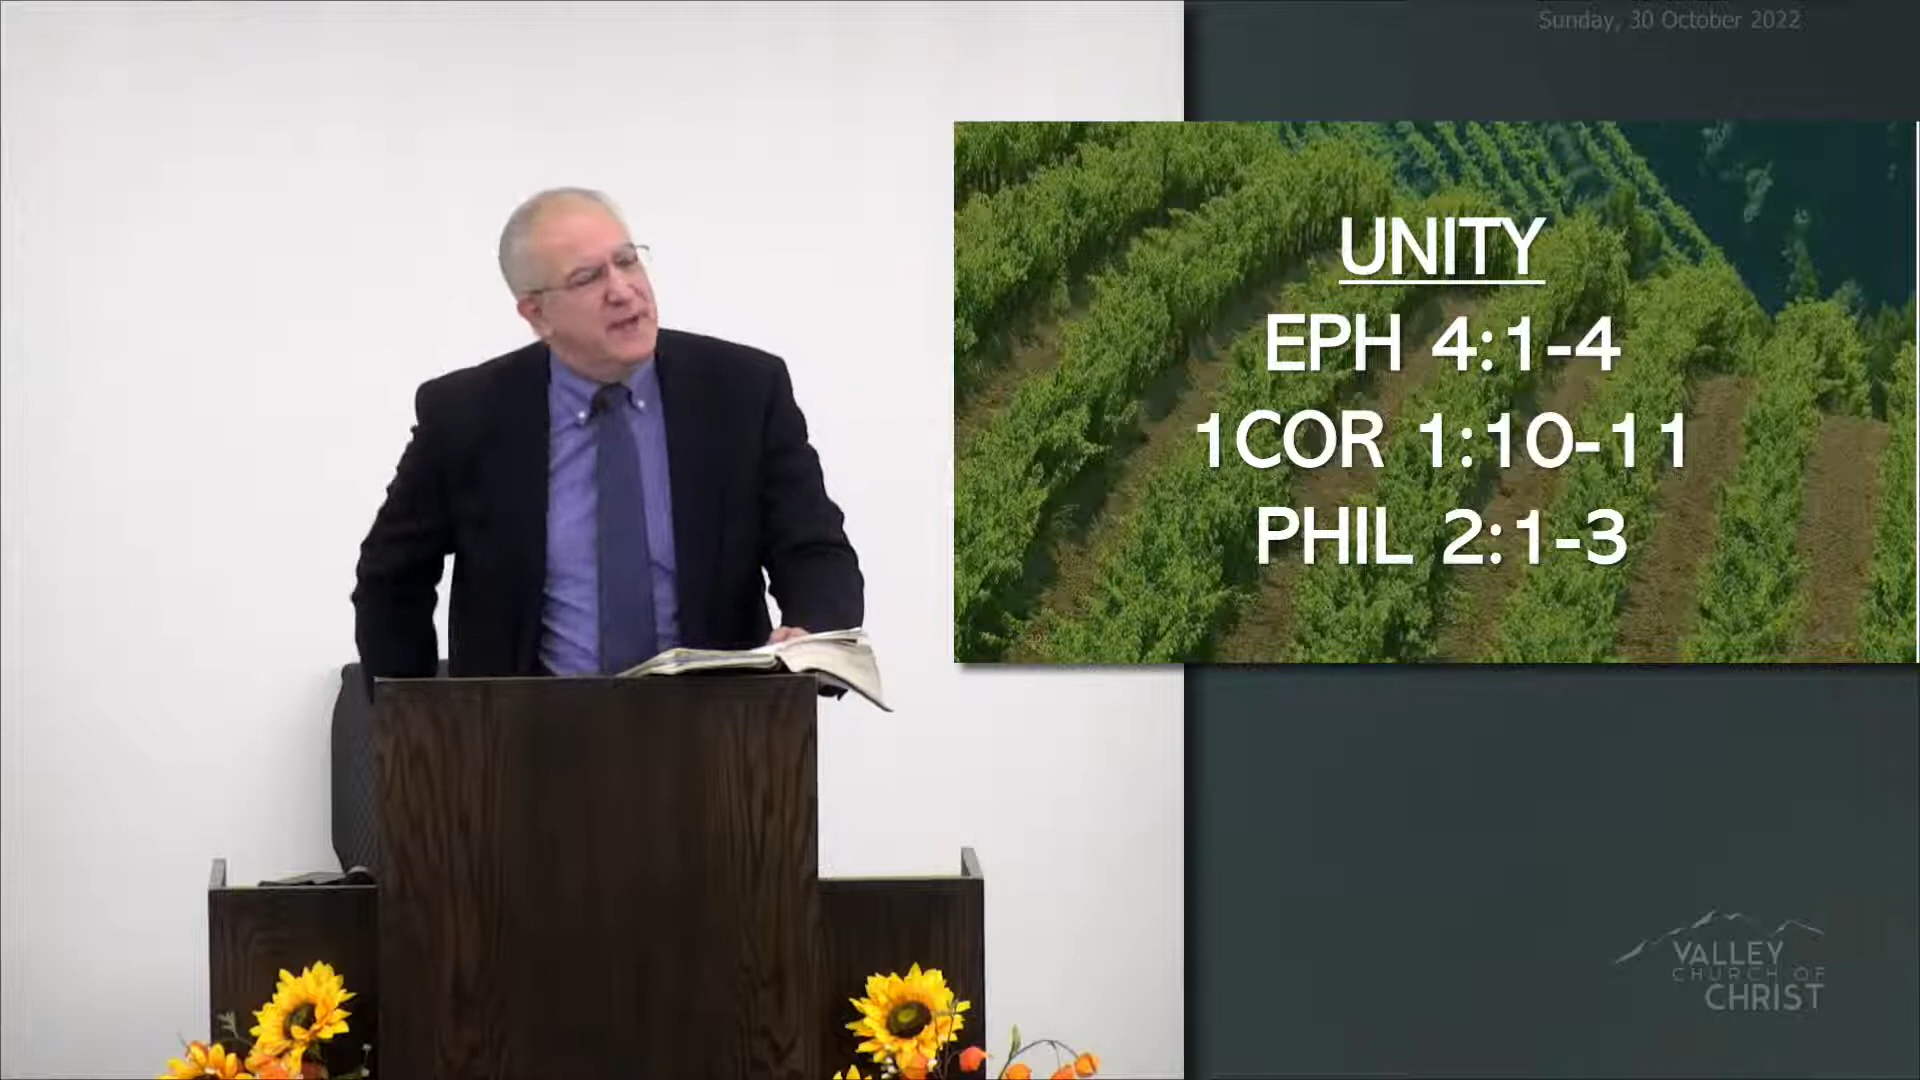 Sunday, 30 October 2022
UNITY
EPH 4:1-4
1COR 1:10-11
PHIL 2:1-3
VALLEY
CHURCH OF
CHRIST